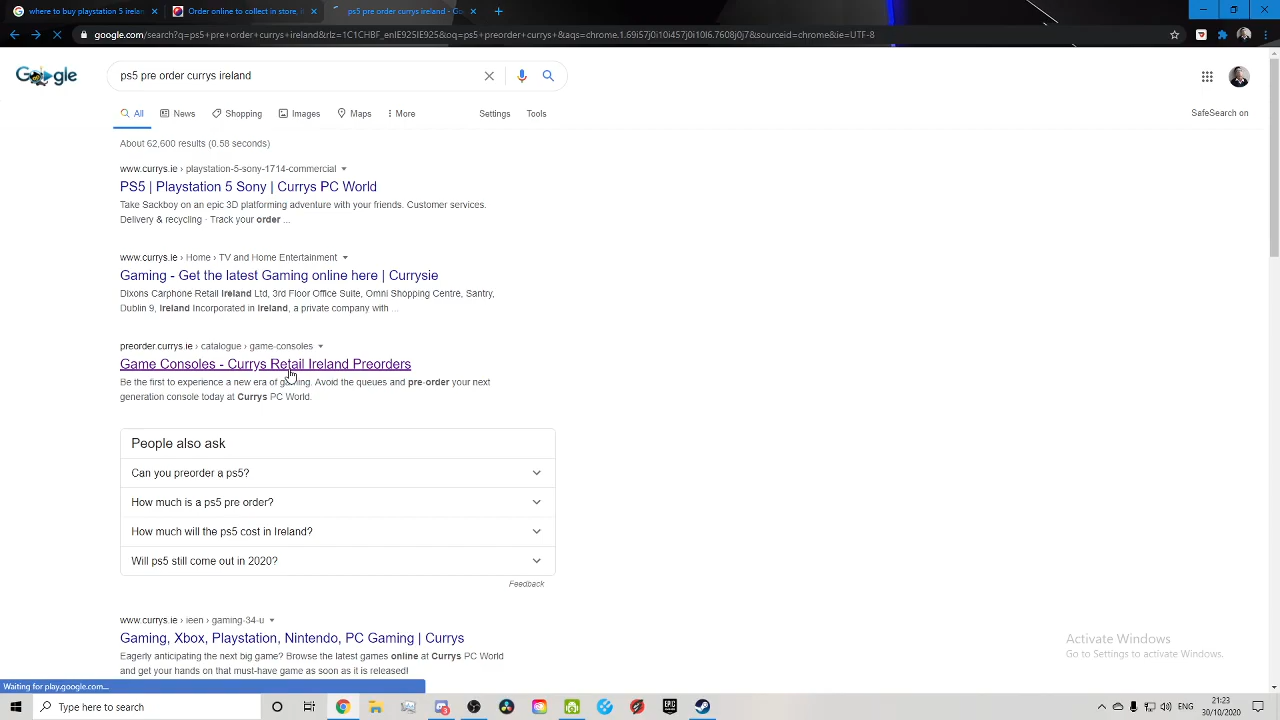 where to buy playstation 5 irelan
Order online to collect in store, i
ps5 pre order currys ireland - Go
google.com/search?q=ps5+pre+order+currys+ireland&rlz=1C1CHBF_enIE925IE925&oq=ps5+preorder+currys+&aqs=chrome.1.69i57j0i10i457j0i10l6.7608j0j7&sourceid=chrome&ie=UTF-8
Google
ps5 pre order currys ireland
All
News
Shopping
Images
Maps
More
Settings
Tools
SafeSearch on
About 62,600 results (0.58 seconds)
www.currys.ie › playstation-5-sony-1714-commercial
PS5 | Playstation 5 Sony | Currys PC World
Take Sackboy on an epic 3D platforming adventure with your friends. Customer services.
Delivery & recycling · Track your order ...
www.currys.ie › Home › TV and Home Entertainment
Gaming - Get the latest Gaming online here | Currysie
Dixons Carphone Retail Ireland Ltd, 3rd Floor Office Suite, Omni Shopping Centre, Santry,
Dublin 9, Ireland Incorporated in Ireland, a private company with ...
preorder.currys.ie › catalogue › game-consoles
Game Consoles - Currys Retail Ireland Preorders
Be the first to experience a new era of gaming. Avoid the queues and pre-order your next
generation console today at Currys PC World.
People also ask
Can you preorder a ps5?
How much is a ps5 pre order?
How much will the ps5 cost in Ireland?
Will ps5 still come out in 2020?
Feedback
www.currys.ie › ieen › gaming-34-u
Gaming, Xbox, Playstation, Nintendo, PC Gaming | Currys
Eagerly anticipating the next big game? Browse the latest games online at Currys PC World
and get your hands on that must-have game as soon as it is released!
Activate Windows
Go to Settings to activate Windows.
Waiting for play.google.com...
Type here to search
EPIC
21:23
30/10/2020